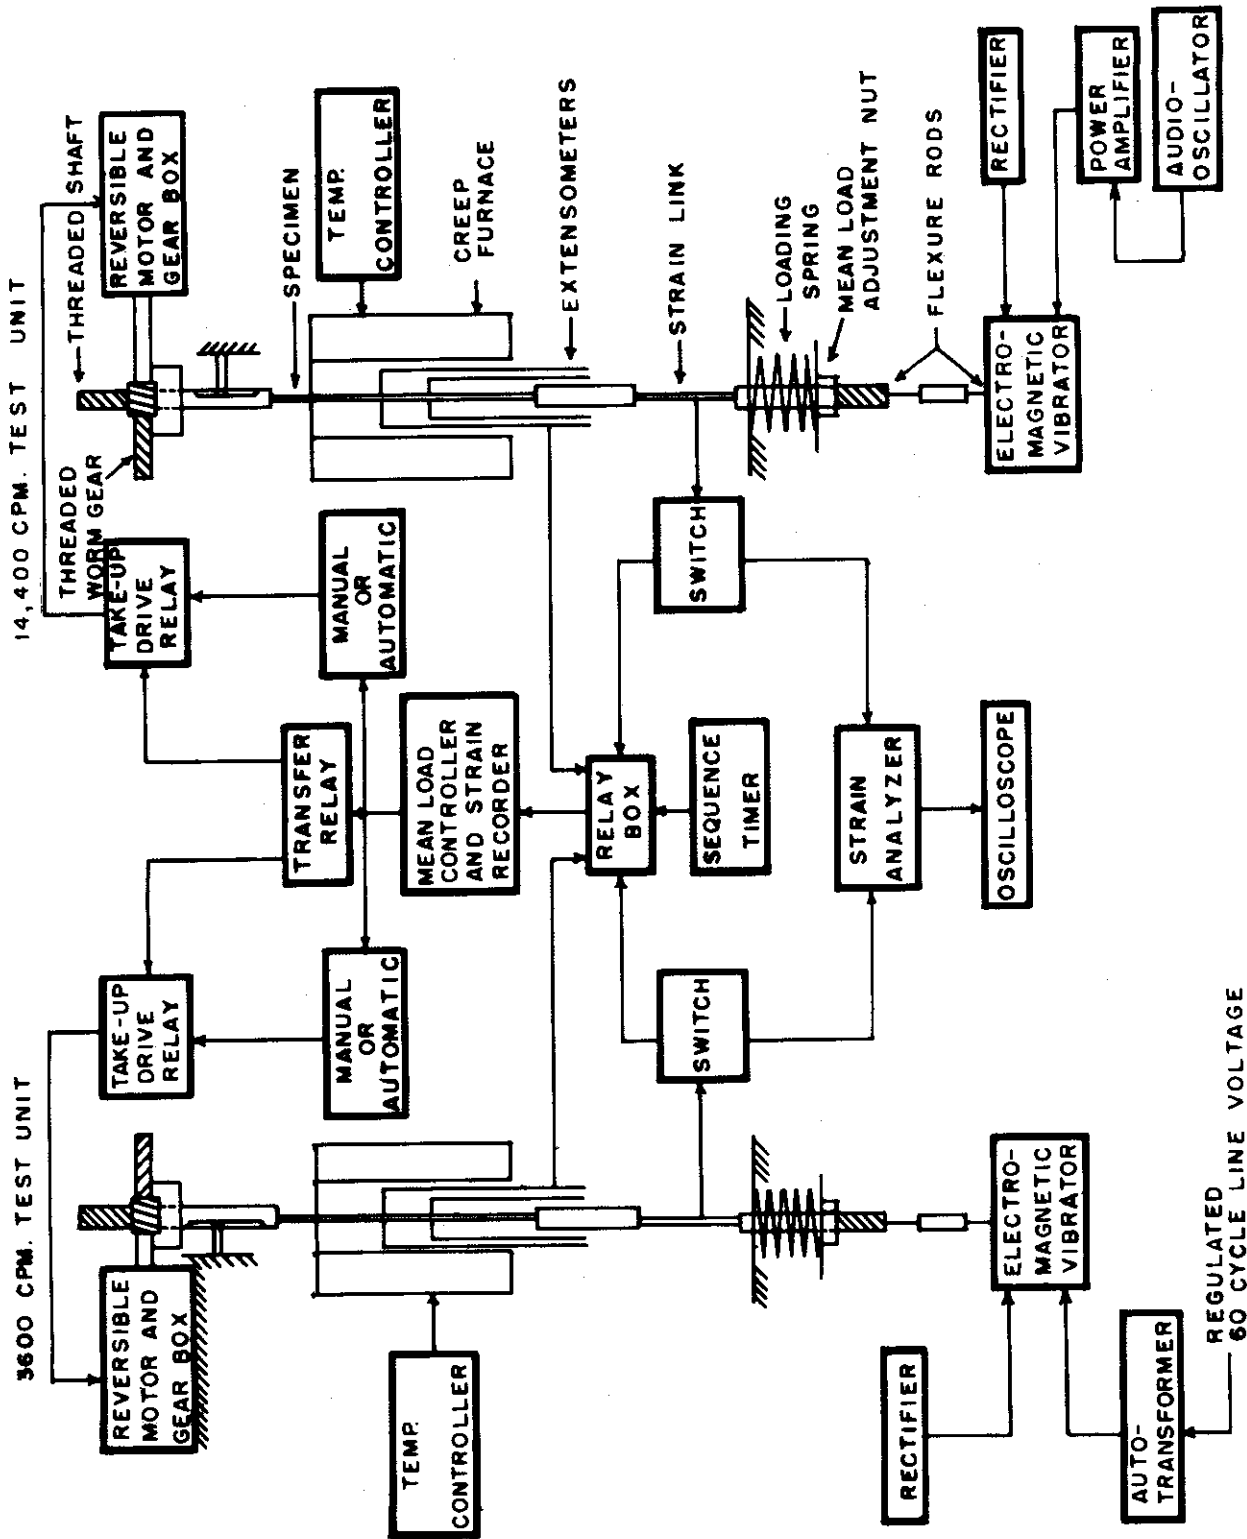 3600 CPM. TEST UNIT
14,400 CPM. TEST UNIT
REVERSIBLE
MOTOR AND
GEAR BOX
TAKE-UP
DRIVE
RELAY
TAKE-UP
DRIVE
RELAY
THREADED
WORM GEAR
THREADED SHAFT
REVERSIBLE
MOTOR AND
GEAR BOX
TRANSFER
RELAY
SPECIMEN
TEMP.
CONTROLLER
MANUAL
OR
AUTOMATIC
MEAN LOAD
CONTROLLER
AND STRAIN
RECORDER
MANUAL
OR
AUTOMATIC
TEMP.
CONTROLLER
CREEP
FURNACE
EXTENSOMETERS
RELAY
BOX
SWITCH
SEQUENCE
TIMER
SWITCH
STRAIN LINK
LOADING
SPRING
MEAN LOAD
ADJUSTMENT NUT
STRAIN
ANALYZER
FLEXURE RODS
RECTIFIER
ELECTRO-
MAGNETIC
VIBRATOR
OSCILLOSCOPE
ELECTRO-
MAGNETIC
VIBRATOR
RECTIFIER
AUTO-
TRANSFORMER
REGULATED
60 CYCLE LINE VOLTAGE
POWER
AMPLIFIER
AUDIO-
OSCILLATOR